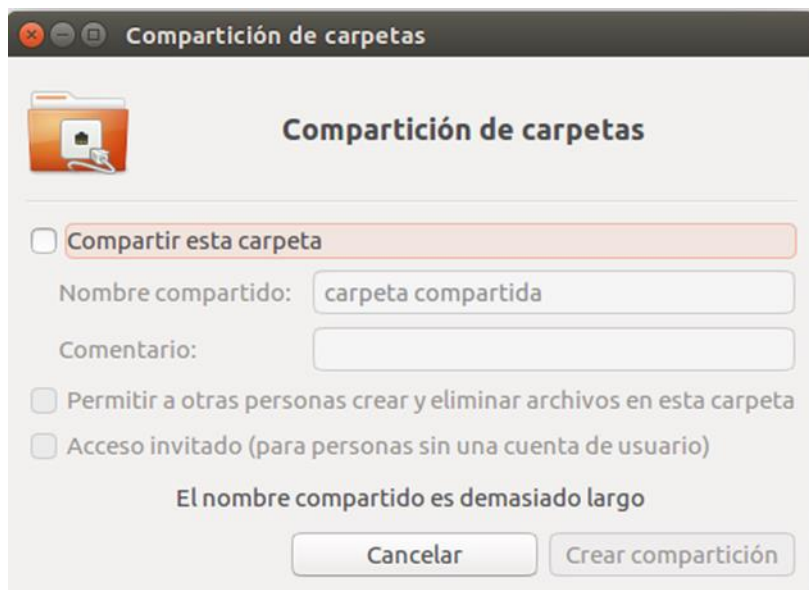 Compartición de carpetas
Compartición de carpetas
Compartir esta carpeta
Nombre compartido: carpeta compartida
Comentario:
Permitir a otras personas crear y eliminar archivos en esta carpeta
Acceso invitado (para personas sin una cuenta de usuario)
El nombre compartido es demasiado largo
Cancelar Crear compartición